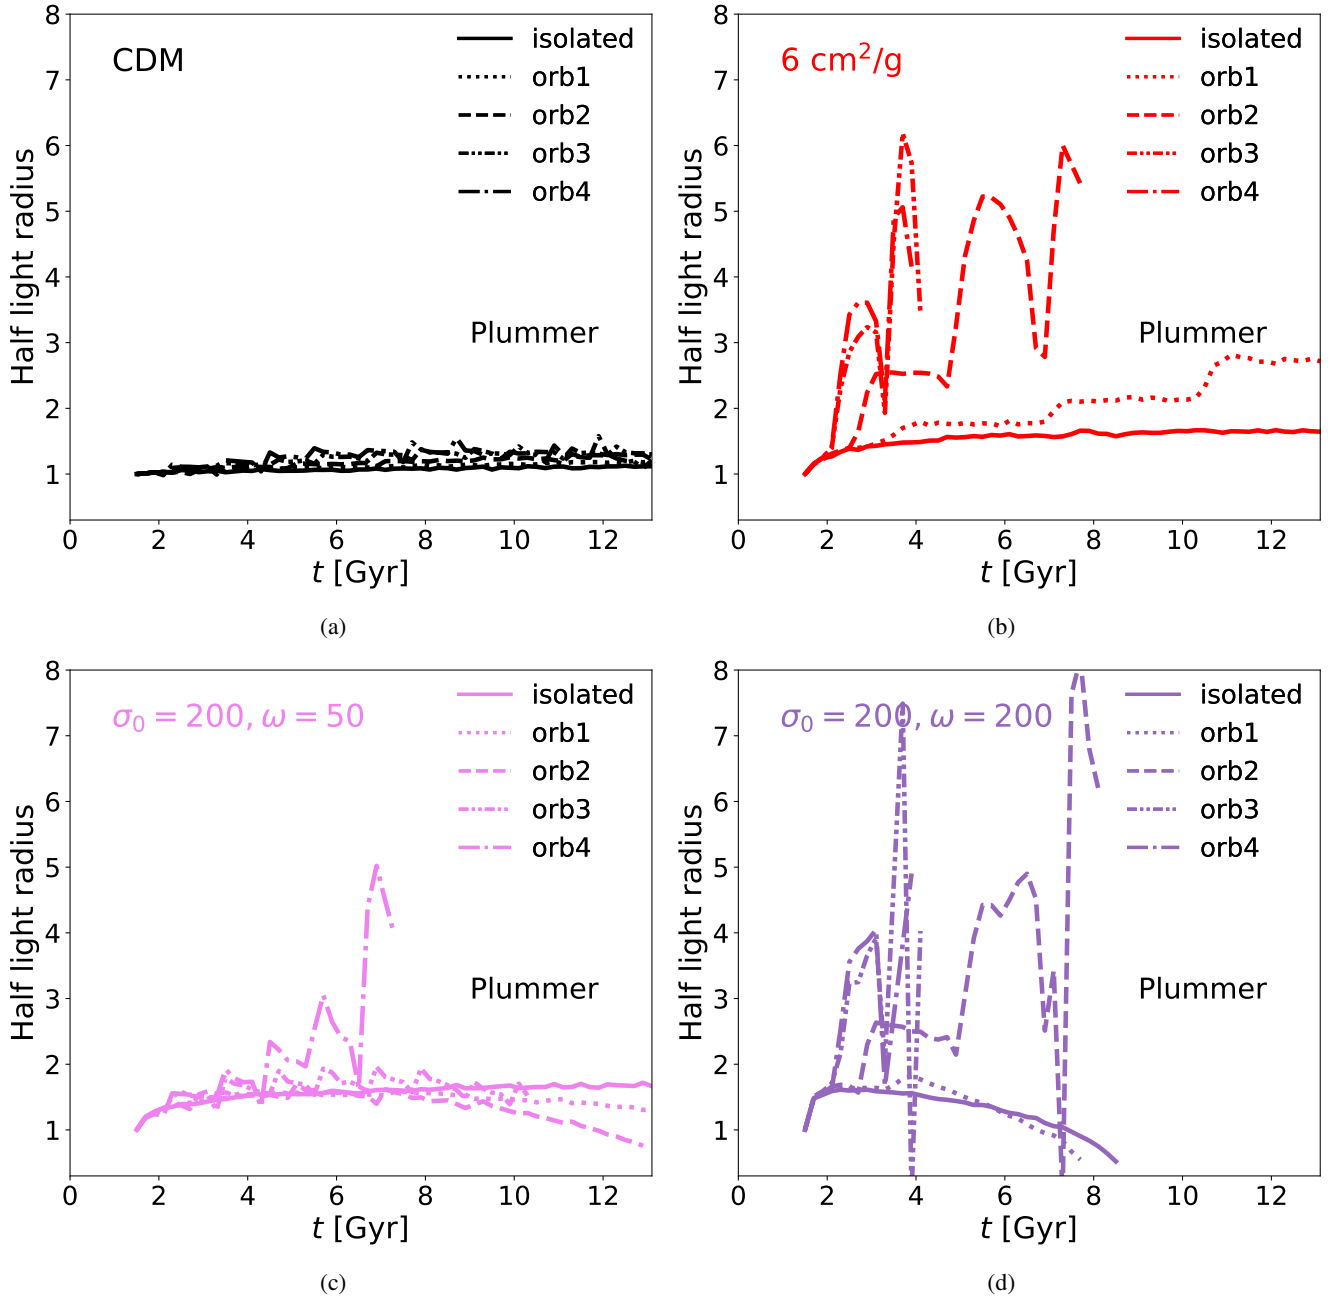 CDM
isolated
orb1
orb2
orb3
orb4
Plummer
Half light radius
8
7
6
5
4
3
2
1
0 2 4 6 8 10 12
t [Gyr]
(a)
6 cm²/g
isolated
orb1
orb2
orb3
orb4
Plummer
Half light radius
8
7
6
5
4
3
2
1
0 2 4 6 8 10 12
t [Gyr]
(b)
σ₀ = 200, ω = 50
isolated
orb1
orb2
orb3
orb4
Plummer
Half light radius
8
7
6
5
4
3
2
1
0 2 4 6 8 10 12
t [Gyr]
(c)
σ₀ = 200, ω = 200
isolated
orb1
orb2
orb3
orb4
Plummer
Half light radius
8
7
6
5
4
3
2
1
0 2 4 6 8 10 12
t [Gyr]
(d)